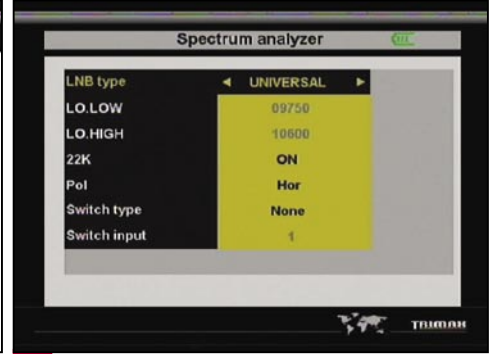 Spectrum analyzer
LNB type ◄ UNIVERSAL ►
LO.LOW 09750
LO.HIGH 10600
22K ON
Pol Hor
Switch type None
Switch input 1
TRIMAX